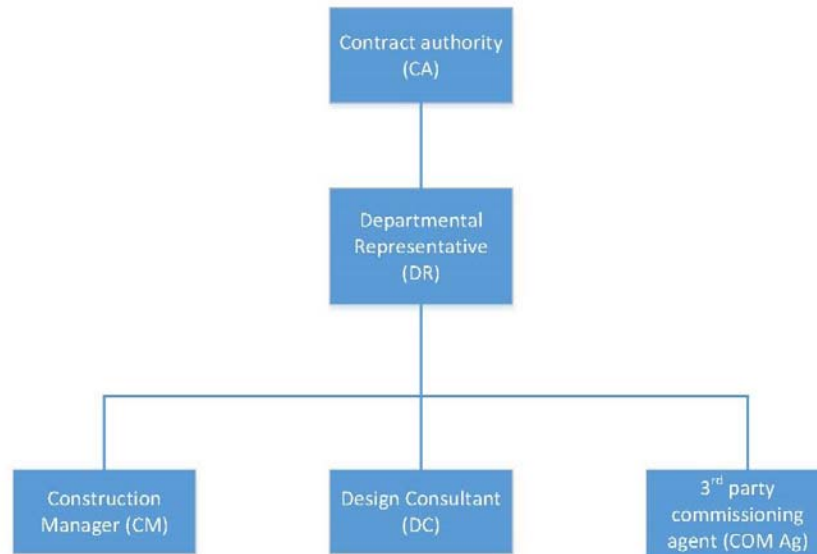 Contract authority
(CA)
Departmental
Representative
(DR)
Construction
Manager (CM)
Design Consultant
(DC)
3rd party
commissioning
agent (COM Ag)